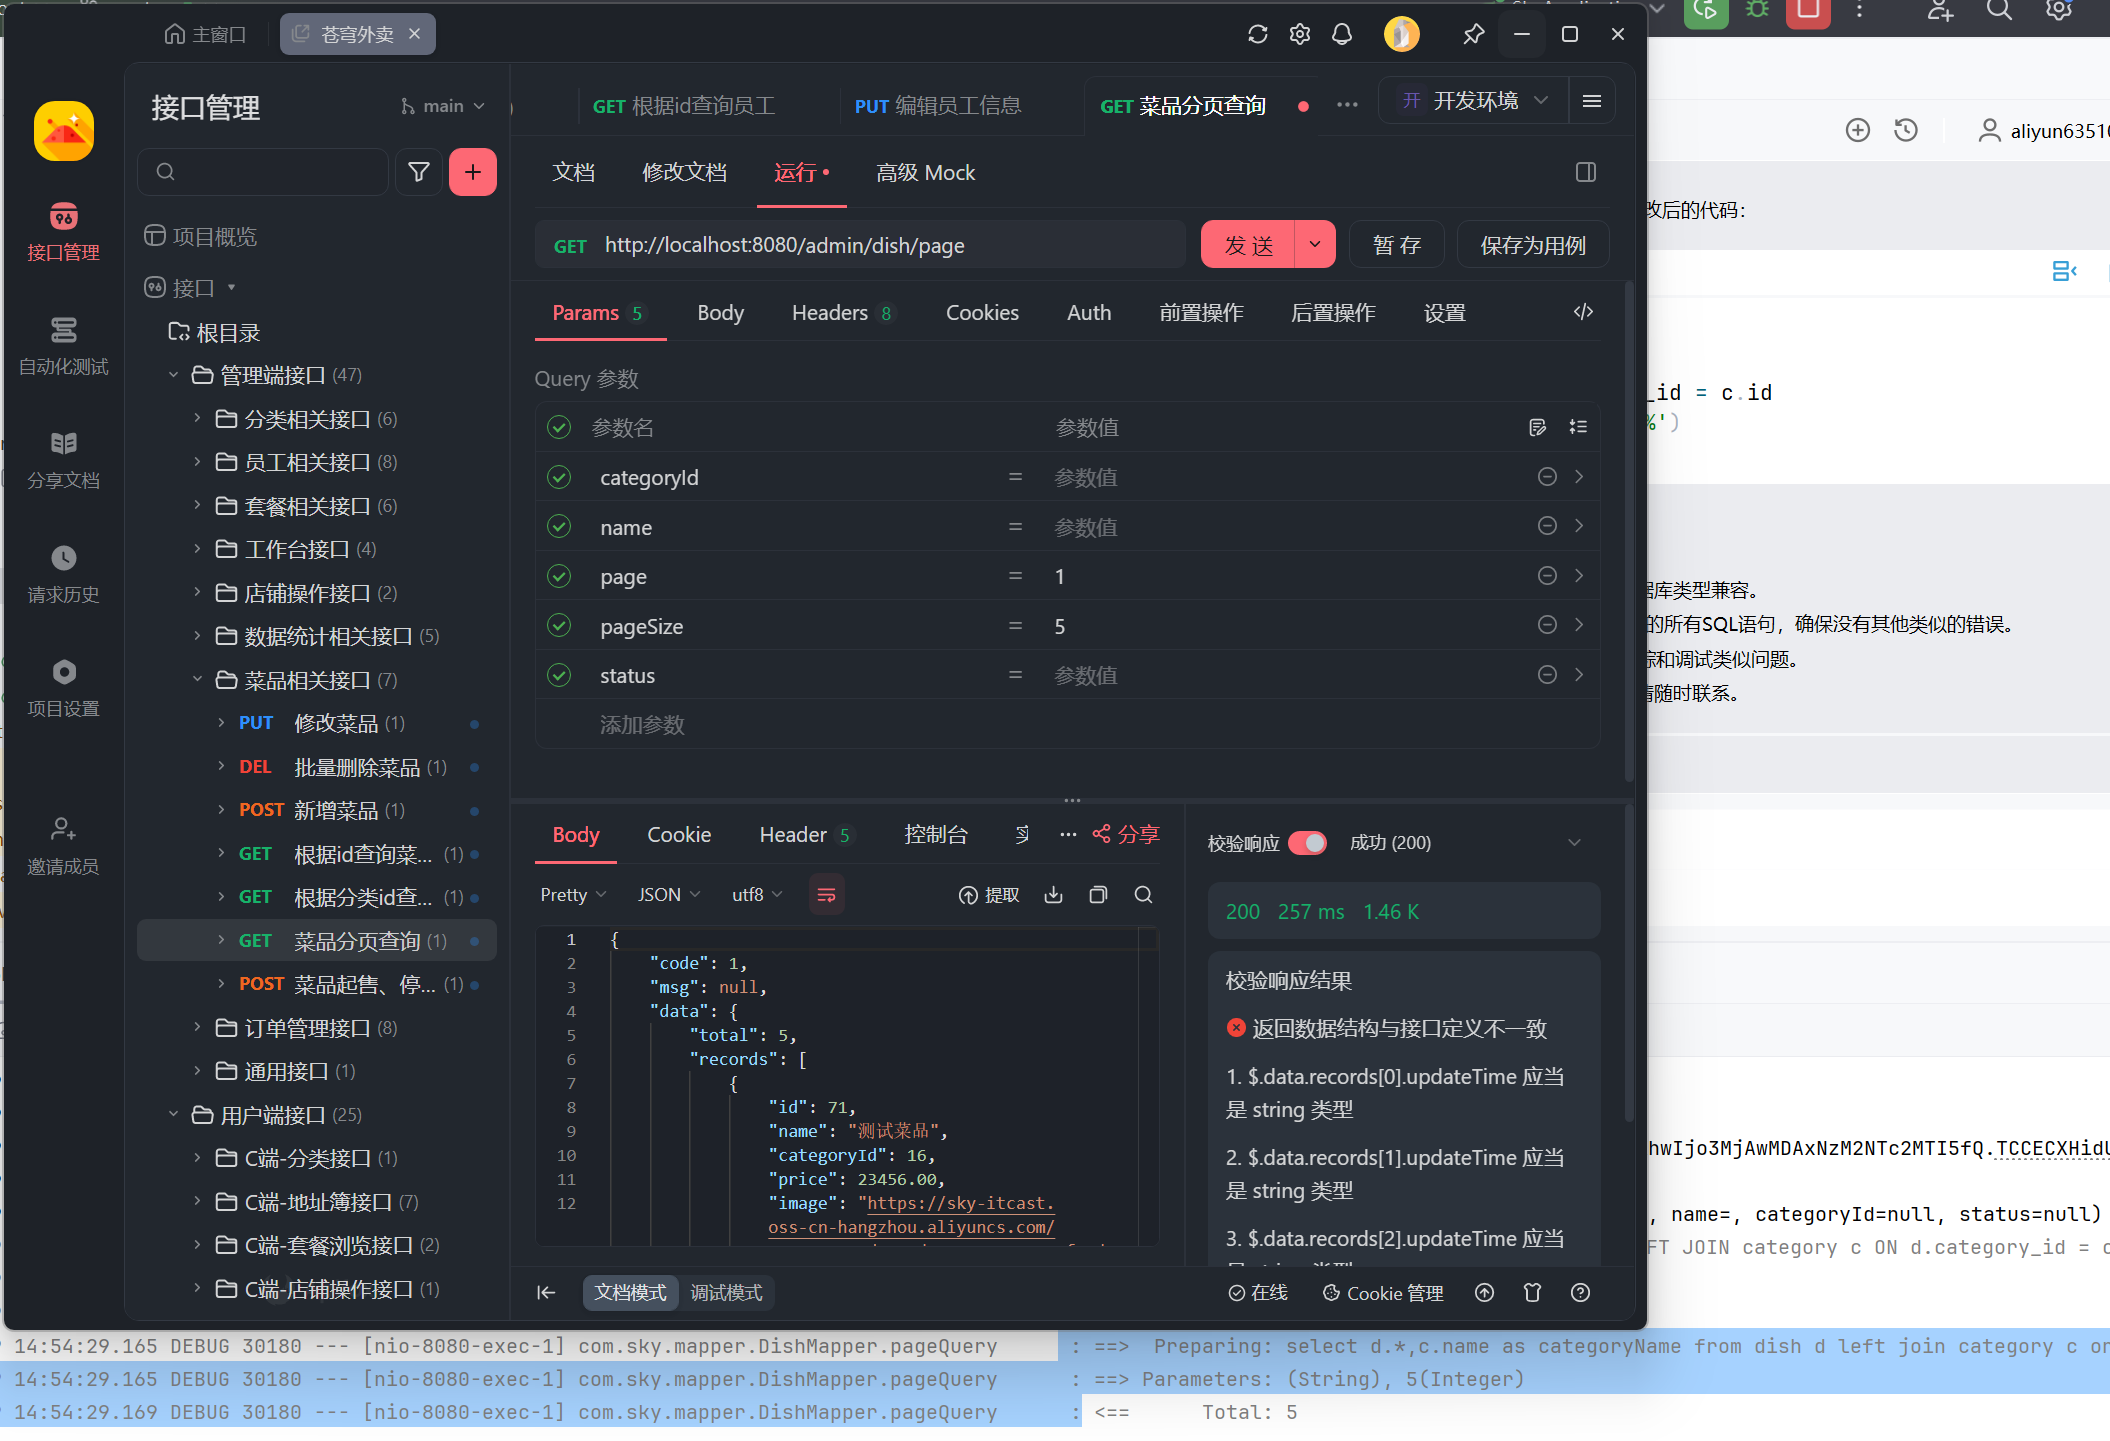 主窗口
苍穹外卖
接口管理
main
GET 根据id查询员工
PUT 编辑员工信息
GET 菜品分页查询
开 开发环境
文档 修改文档 运行 高级 Mock
GET http://localhost:8080/admin/dish/page
发 送 暂 存 保存为用例
Params 5 Body Headers 8 Cookies Auth 前置操作 后置操作 设置
Query 参数
参数名 参数值
categoryId = 参数值
name = 参数值
page = 1
pageSize = 5
status = 参数值
添加参数
接口管理
自动化测试
分享文档
请求历史
项目设置
邀请成员
项目概览
接口
根目录
管理端接口 (47)
分类相关接口 (6)
员工相关接口 (8)
套餐相关接口 (6)
工作台接口 (4)
店铺操作接口 (2)
数据统计相关接口 (5)
菜品相关接口 (7)
PUT 修改菜品 (1)
DEL 批量删除菜品 (1)
POST 新增菜品 (1)
GET 根据id查询菜... (1)
GET 根据分类id查... (1)
GET 菜品分页查询 (1)
POST 菜品起售、停... (1)
订单管理接口 (8)
通用接口 (1)
用户端接口 (25)
C端-分类接口 (1)
C端-地址簿接口 (7)
C端-套餐浏览接口 (2)
C端-店铺操作接口 (1)
Body Cookie Header 5 控制台 分享
Pretty JSON utf8 提取
1 {
2 "code": 1,
3 "msg": null,
4 "data": {
5 "total": 5,
6 "records": [
7 {
8 "id": 71,
9 "name": "测试菜品",
10 "categoryId": 16,
11 "price": 23456.00,
12 "image": "https://sky-itcast.
oss-cn-hangzhou.aliyuncs.com/
校验响应 成功 (200)
200 257 ms 1.46 K
校验响应结果
返回数据结构与接口定义不一致
1. $.data.records[0].updateTime 应当
是 string 类型
2. $.data.records[1].updateTime 应当
是 string 类型
3. $.data.records[2].updateTime 应当
文档模式 调试模式
在线 Cookie 管理
aliyun6351
改后的代码：
_id = c.id
%')
据库类型兼容。
的所有SQL语句，确保没有其他类似的错误。
踪和调试类似问题。
请随时联系。
hwIjo3MjAwMDAxNzM2NTc2MTI5fQ.TCCECXHid
, name=, categoryId=null, status=null)
FT JOIN category c ON d.category_id = c
14:54:29.165 DEBUG 30180 --- [nio-8080-exec-1] com.sky.mapper.DishMapper.pageQuery : ==> Preparing: select d.*,c.name as categoryName from dish d left join category c on
14:54:29.165 DEBUG 30180 --- [nio-8080-exec-1] com.sky.mapper.DishMapper.pageQuery : ==> Parameters: (String), 5(Integer)
14:54:29.169 DEBUG 30180 --- [nio-8080-exec-1] com.sky.mapper.DishMapper.pageQuery : <== Total: 5